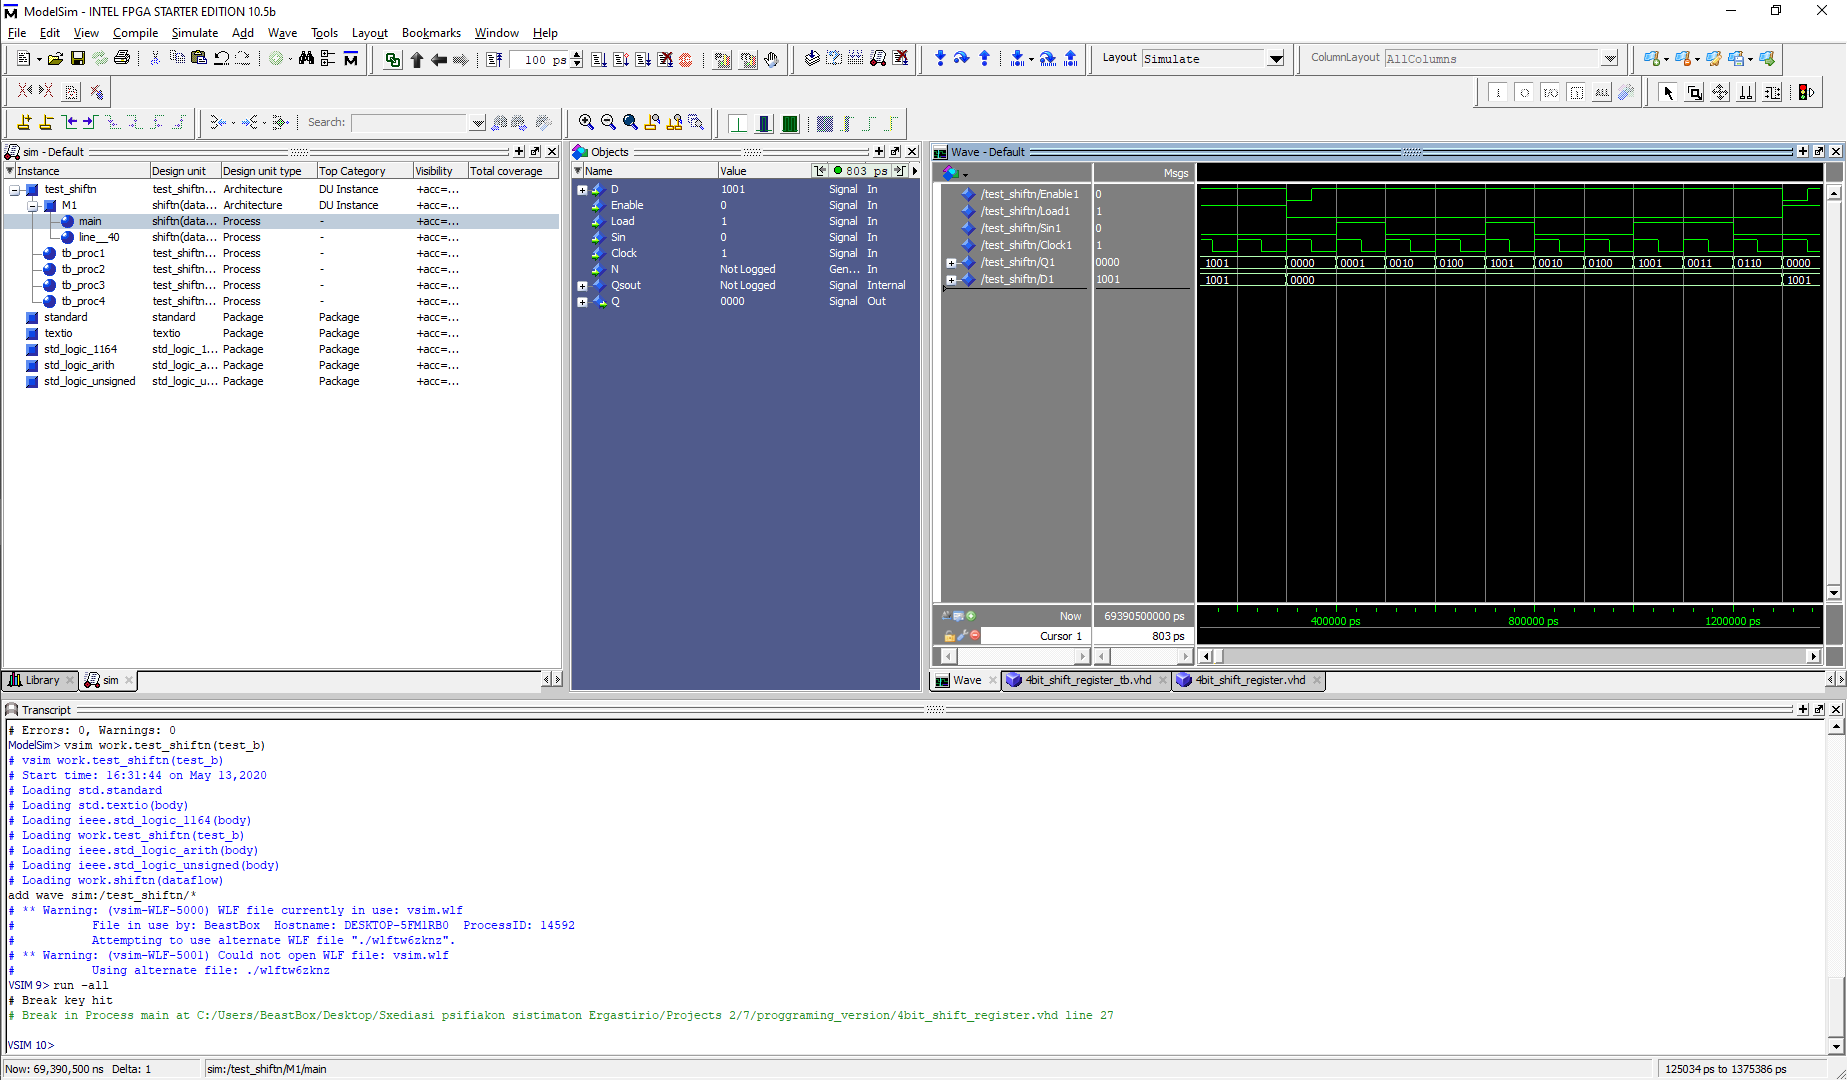 ModelSim - INTEL FPGA STARTER EDITION 10.5b
File Edit View Compile Simulate Add Wave Tools Layout Bookmarks Window Help
100 ps
Layout Simulate
ColumnLayout AllColumns
Search:
sim - Default
Instance Design unit Design unit type Top Category Visibility Total coverage
test_shiftn test_shiftn... Architecture DU Instance +acc=...
M1 shiftn(data... Architecture DU Instance +acc=...
main shiftn(data... Process - +acc=...
line__40 shiftn(data... Process - +acc=...
tb_proc1 test_shiftn... Process - +acc=...
tb_proc2 test_shiftn... Process - +acc=...
tb_proc3 test_shiftn... Process - +acc=...
tb_proc4 test_shiftn... Process - +acc=...
standard standard Package Package +acc=...
textio textio Package Package +acc=...
std_logic_1164 std_logic_1... Package Package +acc=...
std_logic_arith std_logic_a... Package Package +acc=...
std_logic_unsigned std_logic_u... Package Package +acc=...
Library sim
Objects
Name Value 803 ps
D 1001 Signal In
Enable 0 Signal In
Load 1 Signal In
Sin 0 Signal In
Clock 1 Signal In
N Not Logged Gen... In
Qsout Not Logged Signal Internal
Q 0000 Signal Out
Wave - Default
Msgs
/test_shiftn/Enable1 0
/test_shiftn/Load1 1
/test_shiftn/Sin1 0
/test_shiftn/Clock1 1
/test_shiftn/Q1 0000 1001 0000 0001 0010 0100 1001 0010 0100 1001 0011 0110 0000
/test_shiftn/D1 1001 1001 0000 1001
Now 69390500000 ps 400000 ps 800000 ps 1200000 ps
Cursor 1 803 ps
Wave 4bit_shift_register_tb.vhd 4bit_shift_register.vhd
Transcript
# Errors: 0, Warnings: 0
ModelSim> vsim work.test_shiftn(test_b)
# vsim work.test_shiftn(test_b)
# Start time: 16:31:44 on May 13,2020
# Loading std.standard
# Loading std.textio(body)
# Loading ieee.std_logic_1164(body)
# Loading work.test_shiftn(test_b)
# Loading ieee.std_logic_arith(body)
# Loading ieee.std_logic_unsigned(body)
# Loading work.shiftn(dataflow)
add wave sim:/test_shiftn/*
# ** Warning: (vsim-WLF-5000) WLF file currently in use: vsim.wlf
# File in use by: BeastBox Hostname: DESKTOP-5FM1RB0 ProcessID: 14592
# Attempting to use alternate WLF file "./wlftw6zknz".
# ** Warning: (vsim-WLF-5001) Could not open WLF file: vsim.wlf
# Using alternate file: ./wlftw6zknz
VSIM 9> run -all
# Break key hit
# Break in Process main at C:/Users/BeastBox/Desktop/Sxediasi psifiakon sistimaton Ergastirio/Projects 2/7/proggraming_version/4bit_shift_register.vhd line 27
VSIM 10>
Now: 69,390,500 ns Delta: 1
sim:/test_shiftn/M1/main
125034 ps to 1375386 ps